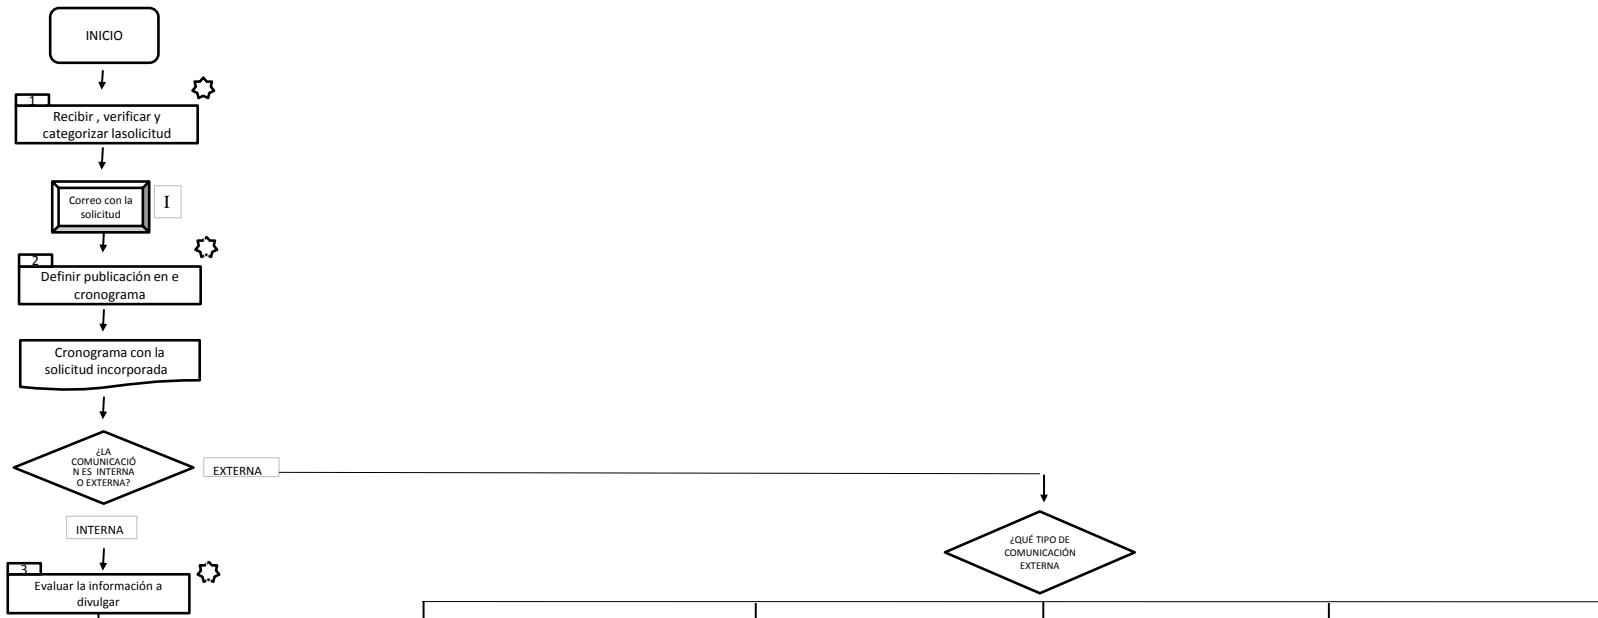 INICIO
1
Recibir , verificar y
categorizar lasolicitud
Correo con la
solicitud
I
2
Definir publicación en e
cronograma
Cronograma con la
solicitud incorporada
¿LA
COMUNICACIÓ
N ES INTERNA
O EXTERNA?
EXTERNA
INTERNA
¿QUÉ TIPO DE
COMUNICACIÓN
EXTERNA
3
Evaluar la información a
divulgar